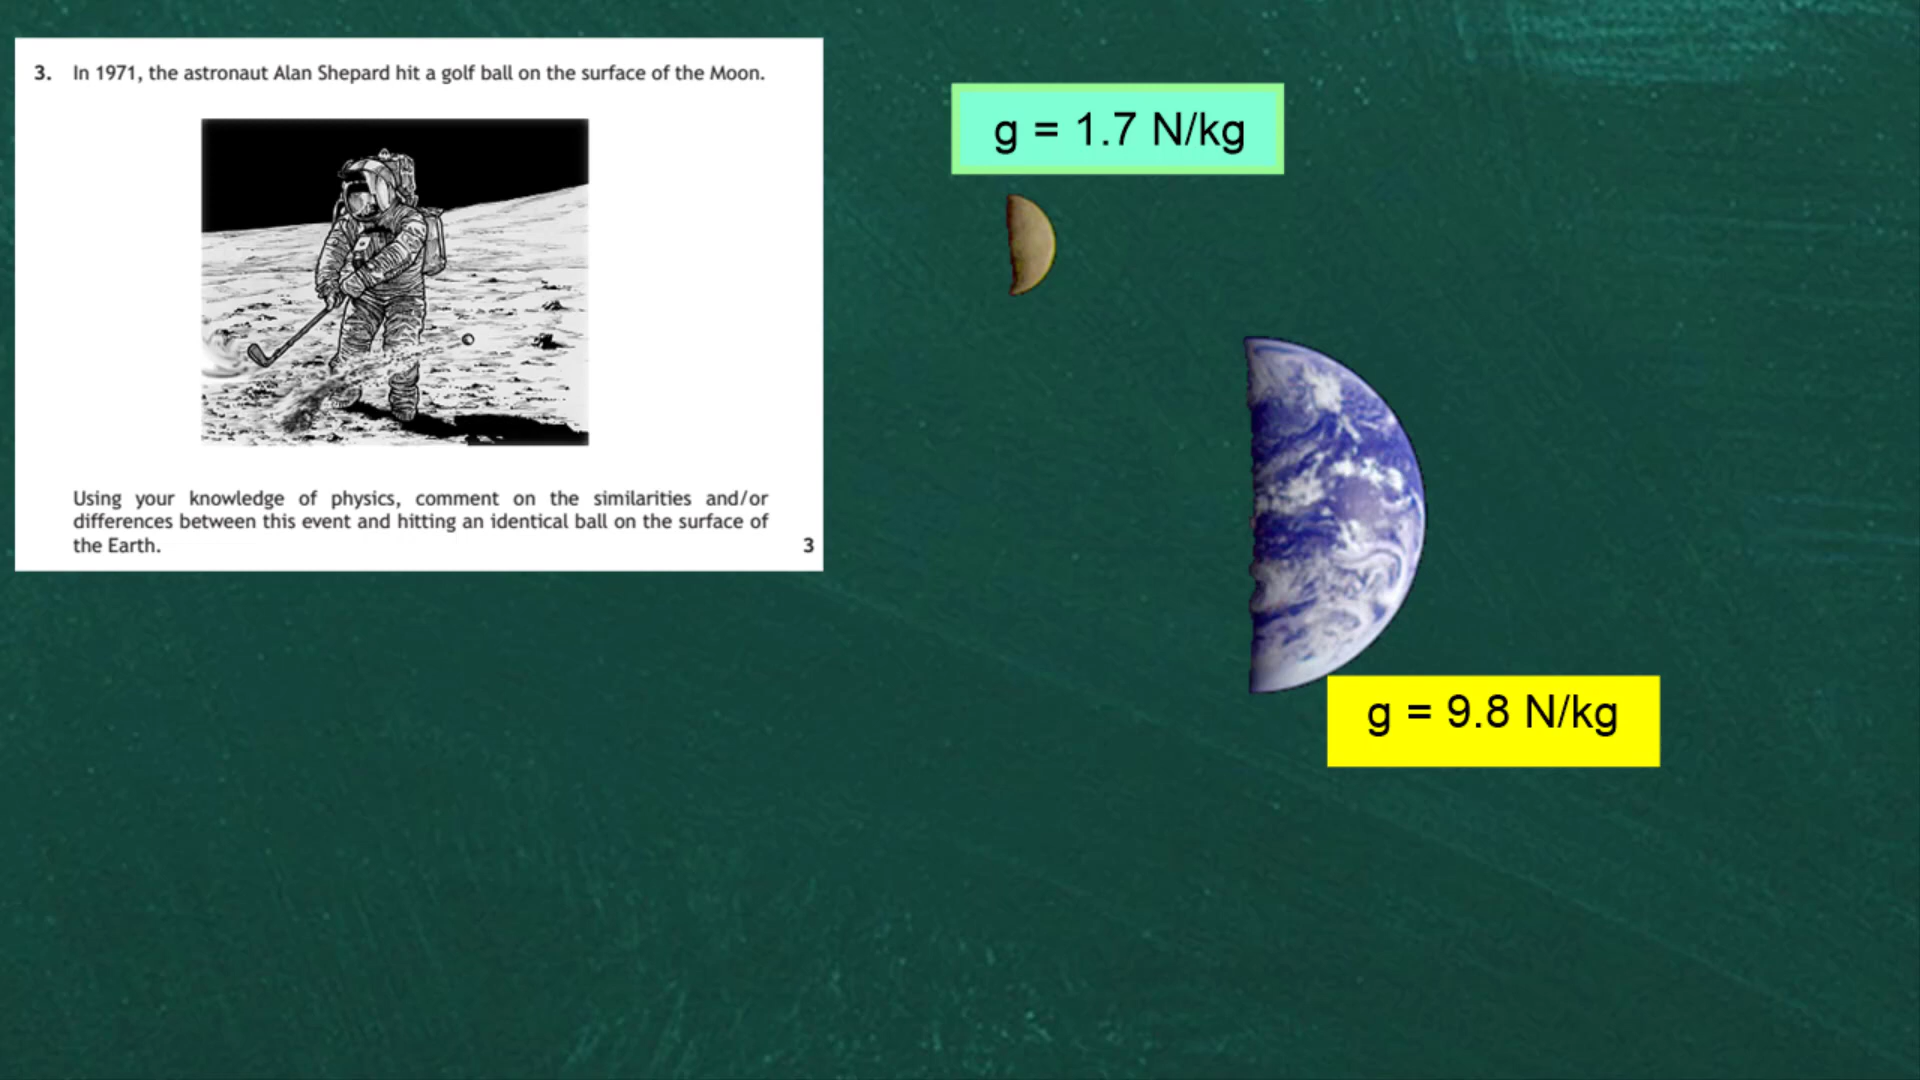 3. In 1971, the astronaut Alan Shepard hit a golf ball on the surface of the Moon.
Using your knowledge of physics, comment on the similarities and/or
differences between this event and hitting an identical ball on the surface of
the Earth. 3
g = 1.7 N/kg
g = 9.8 N/kg